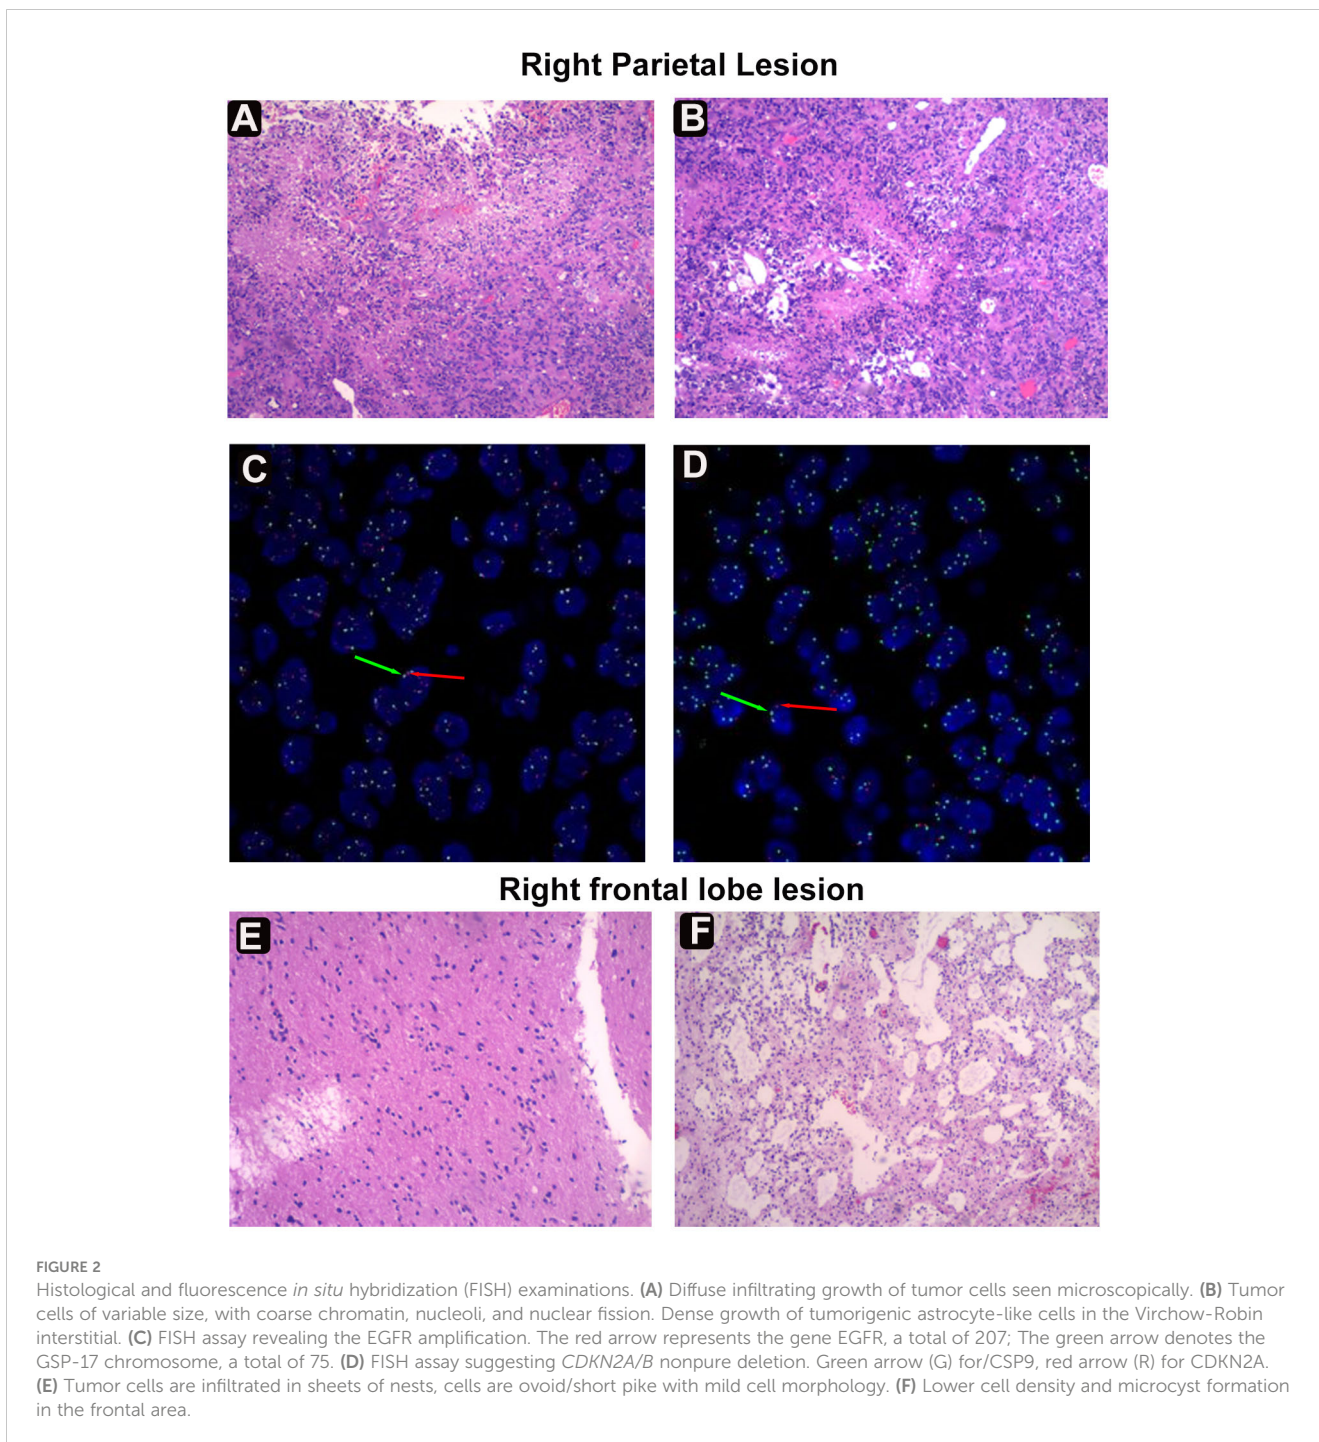 Right Parietal Lesion
A
B
C
D
Right frontal lobe lesion
E
F
FIGURE 2
Histological and fluorescence in situ hybridization (FISH) examinations. (A) Diffuse infiltrating growth of tumor cells seen microscopically. (B) Tumor
cells of variable size, with coarse chromatin, nucleoli, and nuclear fission. Dense growth of tumorigenic astrocyte-like cells in the Virchow-Robin
interstitial. (C) FISH assay revealing the EGFR amplification. The red arrow represents the gene EGFR, a total of 207; The green arrow denotes the
GSP-17 chromosome, a total of 75. (D) FISH assay suggesting CDKN2A/B nonpure deletion. Green arrow (G) for/CSP9, red arrow (R) for CDKN2A.
(E) Tumor cells are infiltrated in sheets of nests, cells are ovoid/short pike with mild cell morphology. (F) Lower cell density and microcyst formation
in the frontal area.